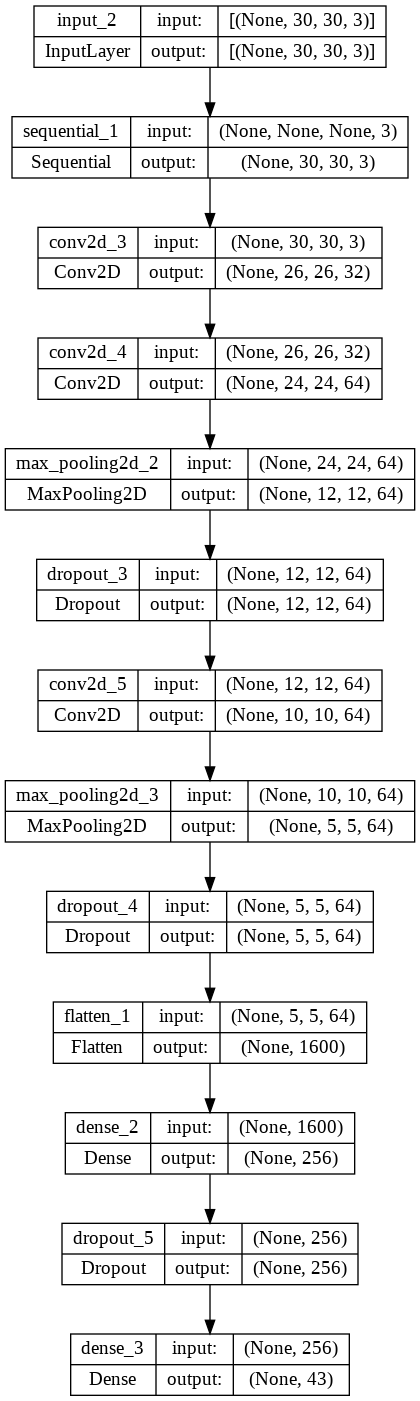 input_2 input: [(None, 30, 30, 3)]
InputLayer output: [(None, 30, 30, 3)]
sequential_1 input: (None, None, None, 3)
Sequential output: (None, 30, 30, 3)
conv2d_3 input: (None, 30, 30, 3)
Conv2D output: (None, 26, 26, 32)
conv2d_4 input: (None, 26, 26, 32)
Conv2D output: (None, 24, 24, 64)
max_pooling2d_2 input: (None, 24, 24, 64)
MaxPooling2D output: (None, 12, 12, 64)
dropout_3 input: (None, 12, 12, 64)
Dropout output: (None, 12, 12, 64)
conv2d_5 input: (None, 12, 12, 64)
Conv2D output: (None, 10, 10, 64)
max_pooling2d_3 input: (None, 10, 10, 64)
MaxPooling2D output: (None, 5, 5, 64)
dropout_4 input: (None, 5, 5, 64)
Dropout output: (None, 5, 5, 64)
flatten_1 input: (None, 5, 5, 64)
Flatten output: (None, 1600)
dense_2 input: (None, 1600)
Dense output: (None, 256)
dropout_5 input: (None, 256)
Dropout output: (None, 256)
dense_3 input: (None, 256)
Dense output: (None, 43)